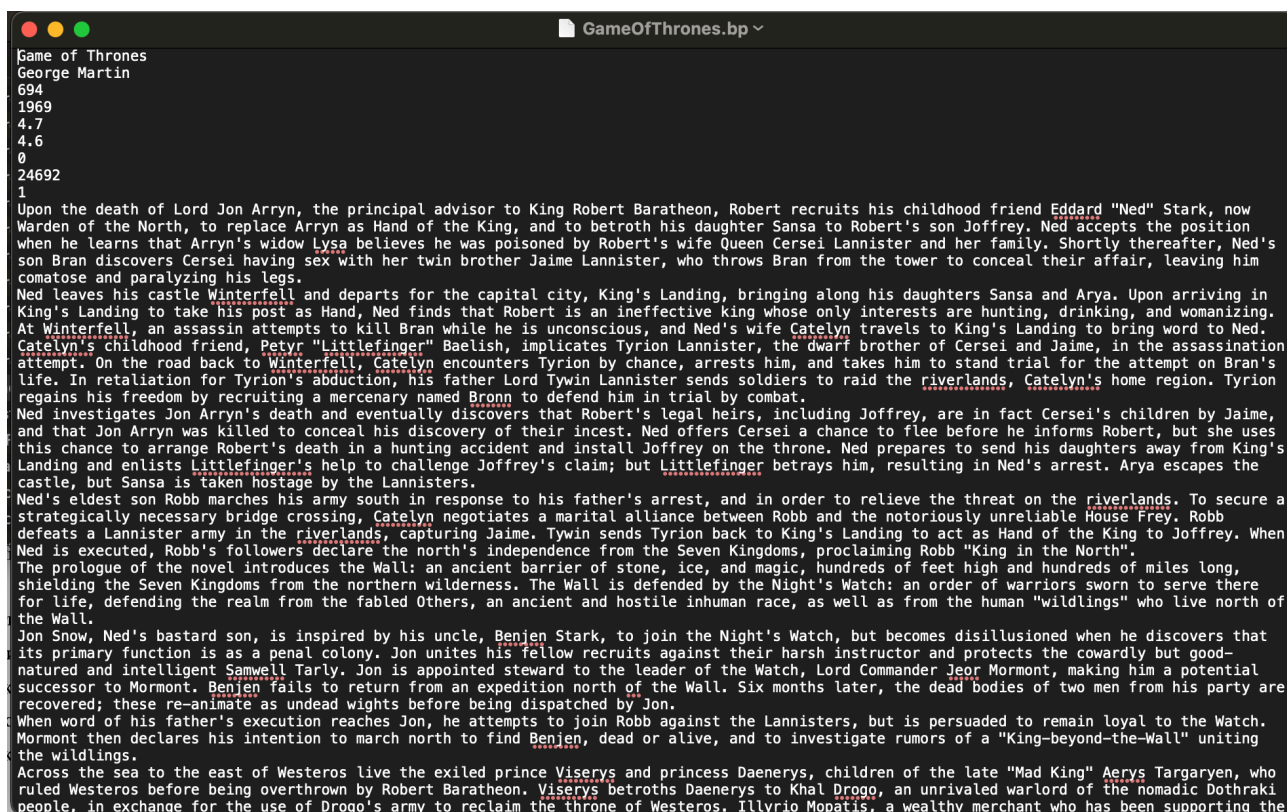 GameOfThrones.bp
Game of Thrones
George Martin
694
1969
4.7
4.6
0
24692
1
Upon the death of Lord Jon Arryn, the principal advisor to King Robert Baratheon, Robert recruits his childhood friend Eddard "Ned" Stark, now
Warden of the North, to replace Arryn as Hand of the King, and to betroth his daughter Sansa to Robert's son Joffrey. Ned accepts the position
when he learns that Arryn's widow Lysa believes he was poisoned by Robert's wife Queen Cersei Lannister and her family. Shortly thereafter, Ned's
son Bran discovers Cersei having sex with her twin brother Jaime Lannister, who throws Bran from the tower to conceal their affair, leaving him
comatose and paralyzing his legs.
Ned leaves his castle Winterfell and departs for the capital city, King's Landing, bringing along his daughters Sansa and Arya. Upon arriving in
King's Landing to take his post as Hand, Ned finds that Robert is an ineffective king whose only interests are hunting, drinking, and womanizing.
At Winterfell, an assassin attempts to kill Bran while he is unconscious, and Ned's wife Catelyn travels to King's Landing to bring word to Ned.
Catelyn's childhood friend, Petyr "Littlefinger" Baelish, implicates Tyrion Lannister, the dwarf brother of Cersei and Jaime, in the assassination
attempt. On the road back to Winterfell, Catelyn encounters Tyrion by chance, arrests him, and takes him to stand trial for the attempt on Bran's
life. In retaliation for Tyrion's abduction, his father Lord Tywin Lannister sends soldiers to raid the riverlands, Catelyn's home region. Tyrion
regains his freedom by recruiting a mercenary named Bronn to defend him in trial by combat.
Ned investigates Jon Arryn's death and eventually discovers that Robert's legal heirs, including Joffrey, are in fact Cersei's children by Jaime,
and that Jon Arryn was killed to conceal his discovery of their incest. Ned offers Cersei a chance to flee before he informs Robert, but she uses
this chance to arrange Robert's death in a hunting accident and install Joffrey on the throne. Ned prepares to send his daughters away from King's
Landing and enlists Littlefinger's help to challenge Joffrey's claim; but Littlefinger betrays him, resulting in Ned's arrest. Arya escapes the
castle, but Sansa is taken hostage by the Lannisters.
Ned's eldest son Robb marches his army south in response to his father's arrest, and in order to relieve the threat on the riverlands. To secure a
strategically necessary bridge crossing, Catelyn negotiates a marital alliance between Robb and the notoriously unreliable House Frey. Robb
defeats a Lannister army in the riverlands, capturing Jaime. Tywin sends Tyrion back to King's Landing to act as Hand of the King to Joffrey. When
Ned is executed, Robb's followers declare the north's independence from the Seven Kingdoms, proclaiming Robb "King in the North".
The prologue of the novel introduces the Wall: an ancient barrier of stone, ice, and magic, hundreds of feet high and hundreds of miles long,
shielding the Seven Kingdoms from the northern wilderness. The Wall is defended by the Night's Watch: an order of warriors sworn to serve there
for life, defending the realm from the fabled Others, an ancient and hostile inhuman race, as well as from the human "wildlings" who live north of
the Wall.
Jon Snow, Ned's bastard son, is inspired by his uncle, Benjen Stark, to join the Night's Watch, but becomes disillusioned when he discovers that
its primary function is as a penal colony. Jon unites his fellow recruits against their harsh instructor and protects the cowardly but good-
natured and intelligent Samwell Tarly. Jon is appointed steward to the leader of the Watch, Lord Commander Jeor Mormont, making him a potential
successor to Mormont. Benjen fails to return from an expedition north of the Wall. Six months later, the dead bodies of two men from his party are
recovered; these re-animate as undead wights before being dispatched by Jon.
When word of his father's execution reaches Jon, he attempts to join Robb against the Lannisters, but is persuaded to remain loyal to the Watch.
Mormont then declares his intention to march north to find Benjen, dead or alive, and to investigate rumors of a "King-beyond-the-Wall" uniting
the wildlings.
Across the sea to the east of Westeros live the exiled prince Viserys and princess Daenerys, children of the late "Mad King" Aerys Targaryen, who
ruled Westeros before being overthrown by Robert Baratheon. Viserys betroths Daenerys to Khal Drogo, an unrivaled warlord of the nomadic Dothraki
people, in exchange for the use of Drogo's army to reclaim the throne of Westeros. Illyrio Mopatis, a wealthy merchant who has been supporting t